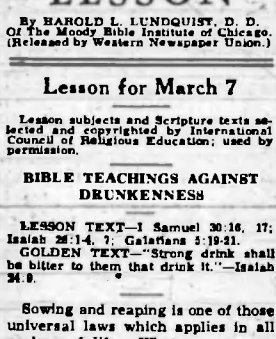 LESSON
By HAROLD L. LUNDQUIST, D. D.
Of The Moody Bible Institute of Chicago.
(Released by Western Newspaper Union.)
Lesson for March 7
Lesson subjects and Scripture texts se-
lected and copyrighted by International
Council of Religious Education; used by
permission.
BIBLE TEACHINGS AGAINST
DRUNKENNESS
LESSON TEXT—I Samuel 30:16, 17;
Isaiah 28:1-4, 7; Galatians 5:19-21.
GOLDEN TEXT—"Strong drink shall
be bitter to them that drink it."—Isaiah
24:9.
Sowing and reaping is one of those
universal laws which applies in all